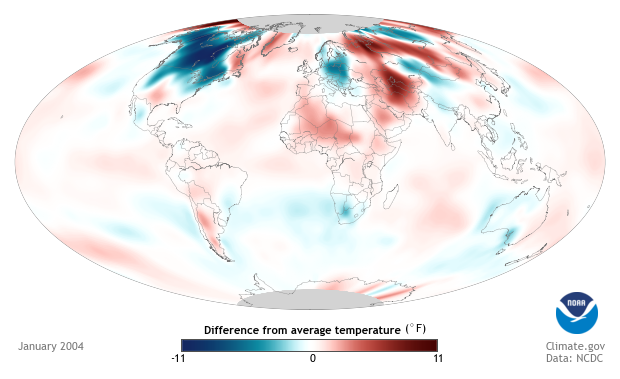 NOAA
Difference from average temperature (°F)
January 2004
-11
0
11
Climate.gov
Data: NCDC